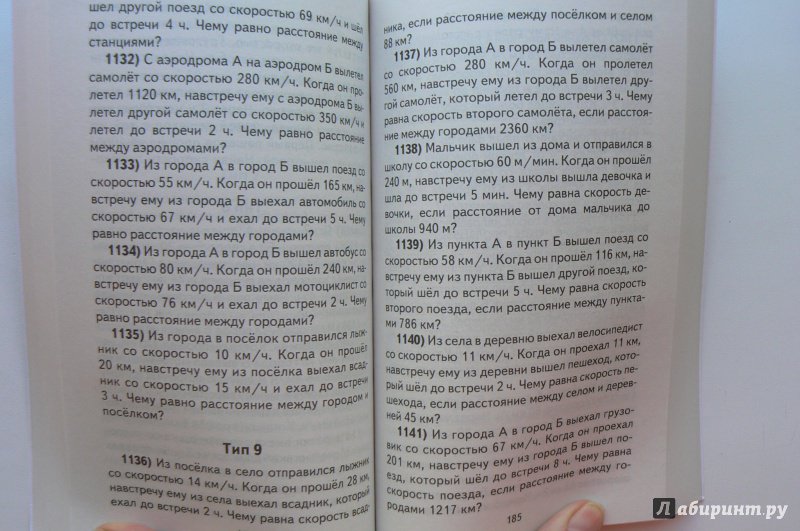 шел другой поезд со скоростью 69 км/ч и шёл
до встречи 4 ч. Чему равно расстояние между
станциями?
1132) С аэродрома А на аэродром Б вылетел
самолёт со скоростью 280 км/ч. Когда он про-
летел 1120 км, навстречу ему с аэродрома Б вы-
летел другой самолёт со скоростью 350 км/ч и
летел до встречи 2 ч. Чему равно расстояние
между аэродромами?
1133) Из города А в город Б вышел поезд со
скоростью 55 км/ч. Когда он прошёл 165 км, на-
встречу ему из города Б выехал автомобиль со
скоростью 67 км/ч и ехал до встречи 5 ч. Чему
равно расстояние между городами?
1134) Из города А в город Б вышел автобус со
скоростью 80 км/ч. Когда он прошёл 240 км, на-
встречу ему из города Б выехал мотоциклист со
скоростью 76 км/ч и ехал до встречи 2 ч. Чему
равно расстояние между городами?
1135) Из города в посёлок отправился лыж-
ник со скоростью 10 км/ч. Когда он прошёл
20 км, навстречу ему из посёлка выехал всад-
ник со скоростью 15 км/ч и ехал до встречи
3 ч. Чему равно расстояние между городом и
посёлком?
Тип 9
1136) Из посёлка в село отправился лыжник
со скоростью 14 км/ч. Когда он прошёл 28 км,
навстречу ему из села выехал всадник, который
ехал до встречи 2 ч. Чему равна скорость всад-
ника, если расстояние между посёлком и селом
88 км?
1137) Из города А в город Б вылетел самолёт
со скоростью 280 км/ч. Когда он пролетел
560 км, навстречу ему из города Б вылетел дру-
гой самолёт, который летел до встречи 3 ч. Чему
равна скорость второго самолёта, если расстоя-
ние между городами 2360 км?
1138) Мальчик вышел из дома и отправился в
школу со скоростью 60 м/мин. Когда он прошёл
240 м, навстречу ему из школы вышла девочка и
шла до встречи 5 мин. Чему равна скорость де-
вочки, если расстояние от дома мальчика до
школы 940 м?
1139) Из пункта А в пункт Б вышел поезд со
скоростью 58 км/ч. Когда он прошёл 116 км, на-
встречу ему из пункта Б вышел другой поезд, ко-
торый шёл до встречи 5 ч. Чему равна скорость
второго поезда, если расстояние между пункта-
ми 786 км?
1140) Из села в деревню выехал велосипедист
со скоростью 11 км/ч. Когда он проехал 11 км,
навстречу ему из деревни вышел пешеход, кото-
рый шёл до встречи 2 ч. Чему равна скорость пе-
шехода, если расстояние между селом и дерев-
ней 45 км?
1141) Из города А в город Б выехал грузо-
вик со скоростью 67 км/ч. Когда он проехал
201 км, навстречу ему из города Б вышел по-
езд, который шёл до встречи 8 ч. Чему равна
скорость поезда, если расстояние между го-
родами 1217 км?
185
Лабиринт.ру